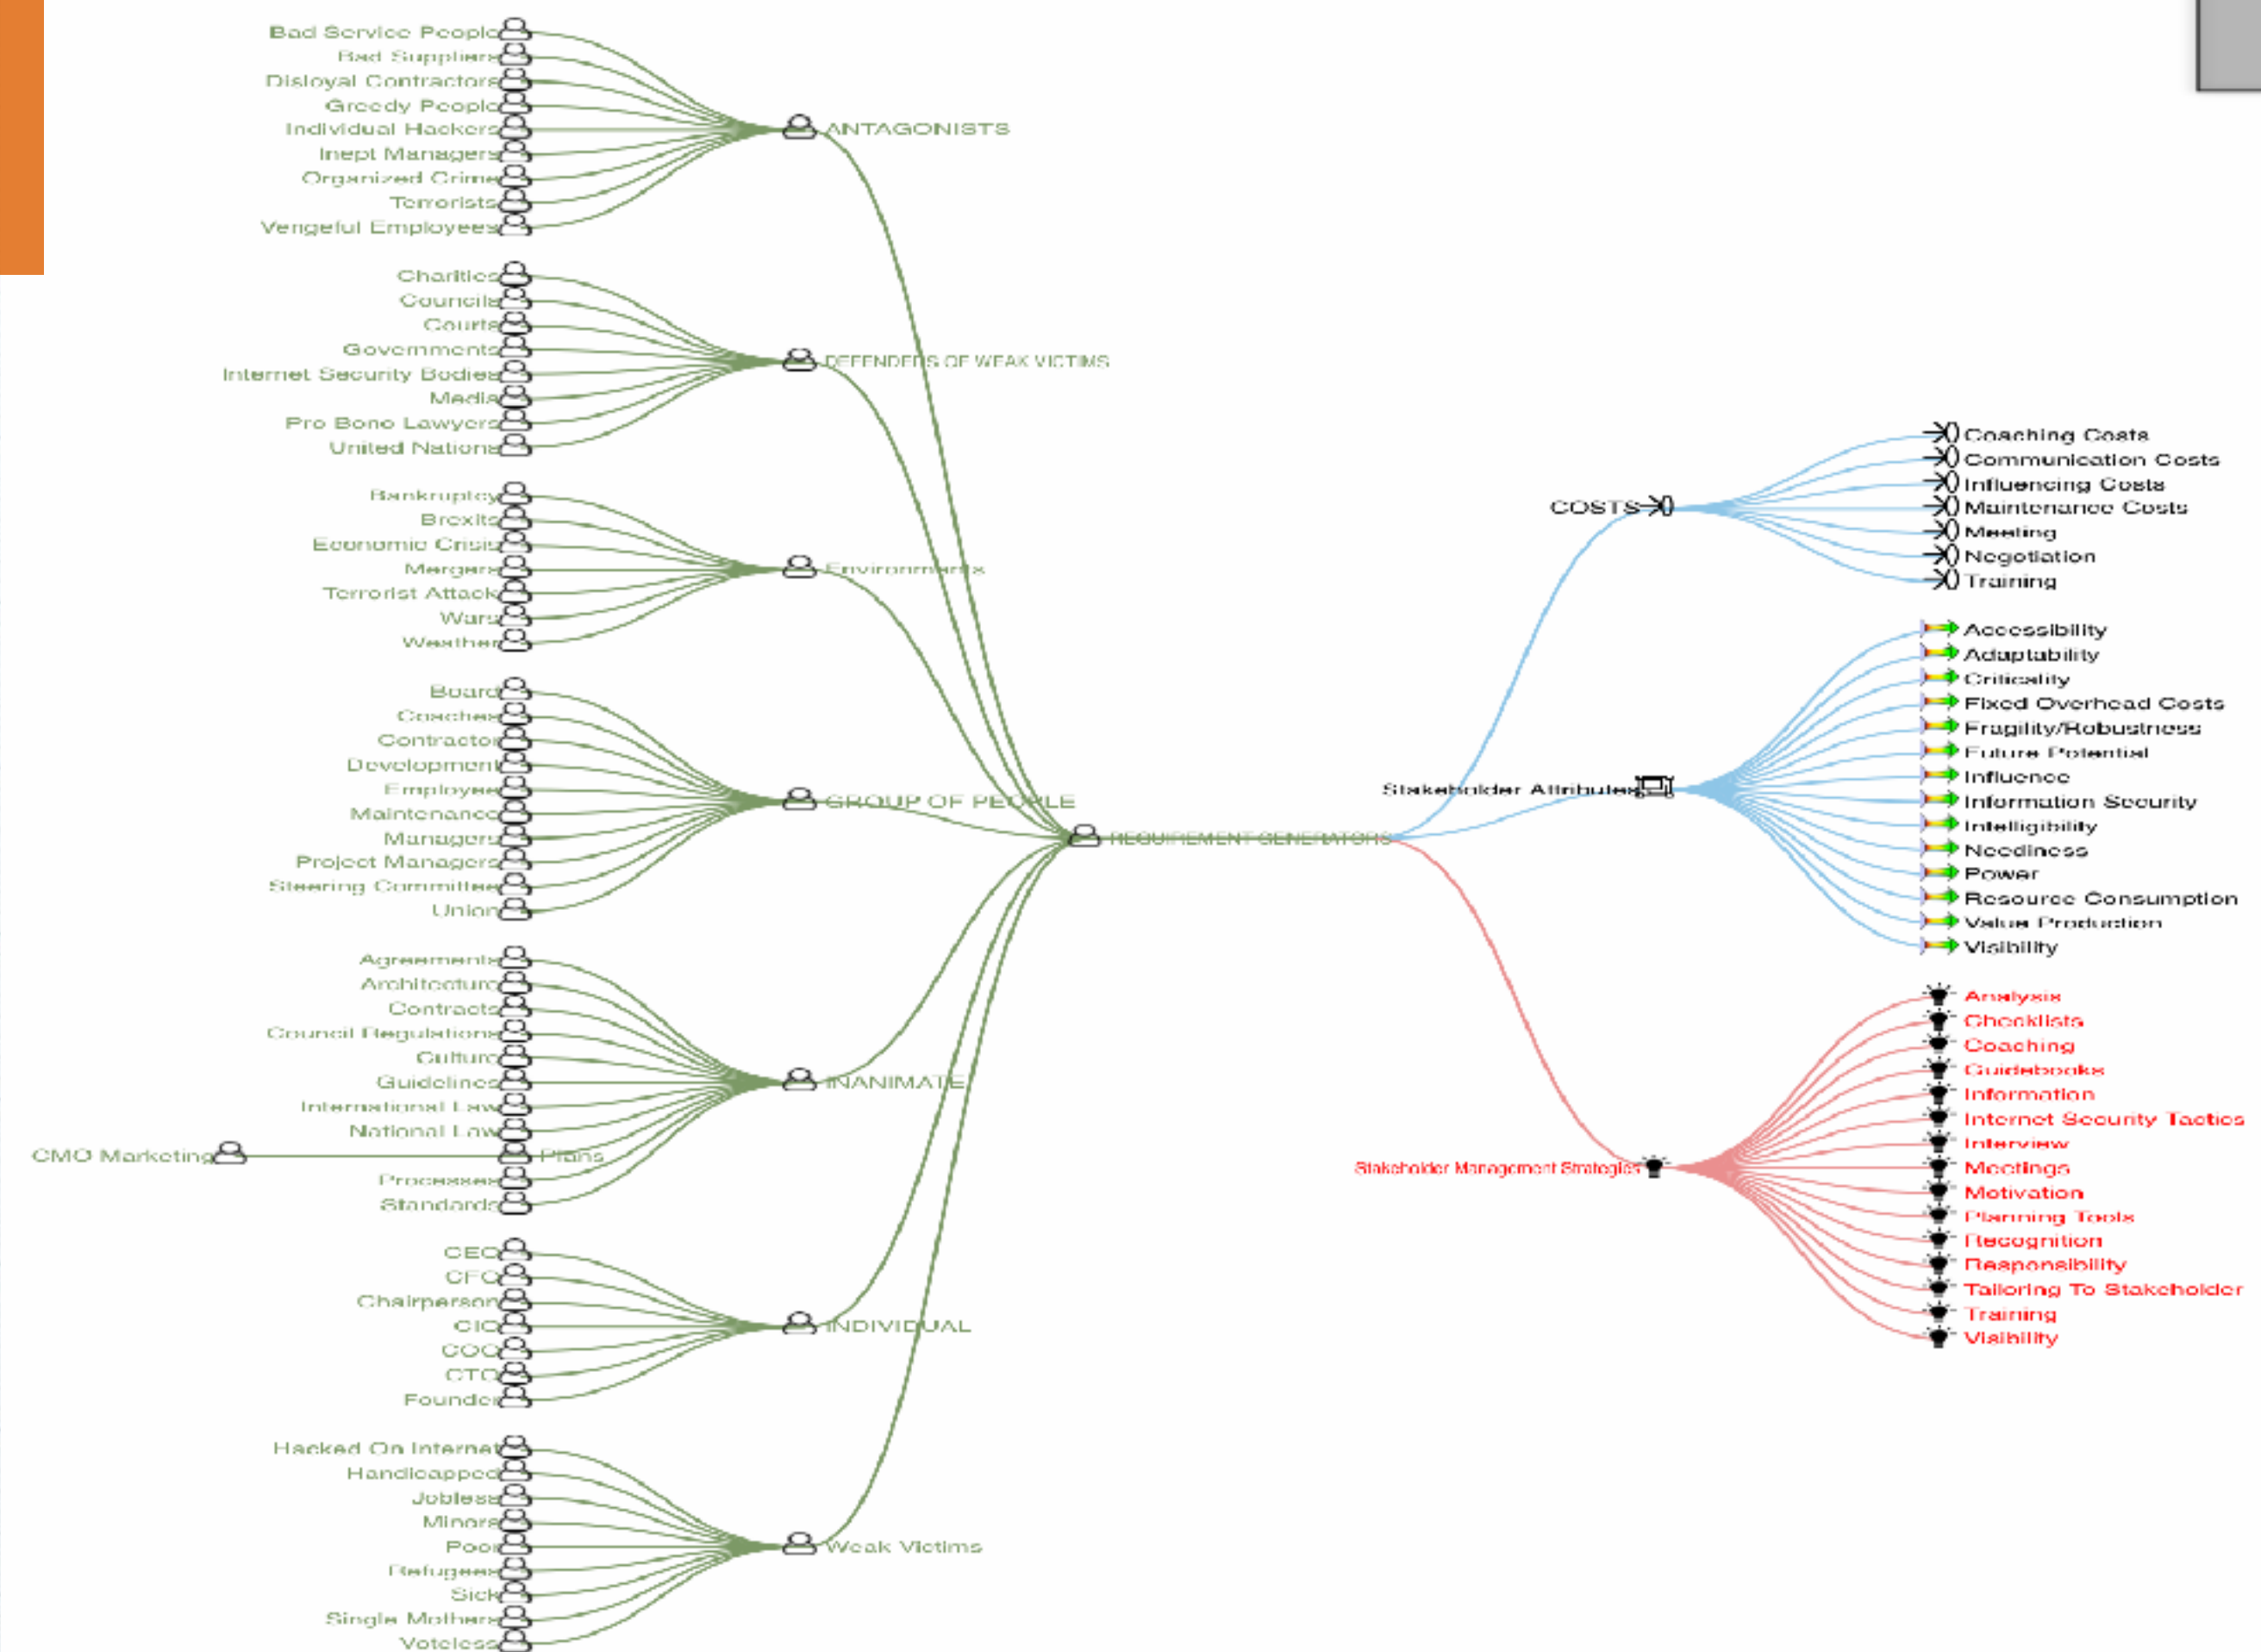 Bad Service People
Bad Suppliers
Disloyal Contractors
Greedy People
Individual Hackers
Inept Managers
Organized Crime
Terrorists
Vengeful Employees
ANTAGONISTS
Charities
Councils
Courts
Governments
Internet Security Bodies
Media
Pro Bono Lawyers
United Nations
DEFENDERS OF WEAK VICTIMS
Bankruptcy
Brexits
Economic Crisis
Mergers
Terrorist Attack
Wars
Weather
Environments
Board
Coaches
Contractor
Development
Employee
Maintenance
Managers
Project Managers
Steering Committee
Union
GROUP OF PEOPLE
Agreements
Architecture
Contracts
Council Regulations
Culture
Guidelines
International Law
National Law
CMO Marketing
Plans
Processes
Standards
INANIMATE
CEO
CFO
Chairperson
CIO
COO
CTO
Founder
INDIVIDUAL
Hacked On Internet
Handicapped
Jobless
Minors
Poor
Refugees
Sick
Single Mothers
Voteless
Weak Victims
REQUIREMENT GENERATORS
COSTS
Coaching Costs
Communication Costs
Influencing Costs
Maintenance Costs
Meeting
Negotiation
Training
Stakeholder Attributes
Accessibility
Adaptability
Criticality
Fixed Overhead Costs
Fragility/Robustness
Future Potential
Influence
Information Security
Intelligibility
Neediness
Power
Resource Consumption
Value Production
Visibility
Stakeholder Management Strategies
Analysis
Checklists
Coaching
Guidebooks
Information
Internet Security Tactics
Interview
Meetings
Motivation
Planning Tools
Recognition
Responsibility
Tailoring To Stakeholder
Training
Visibility